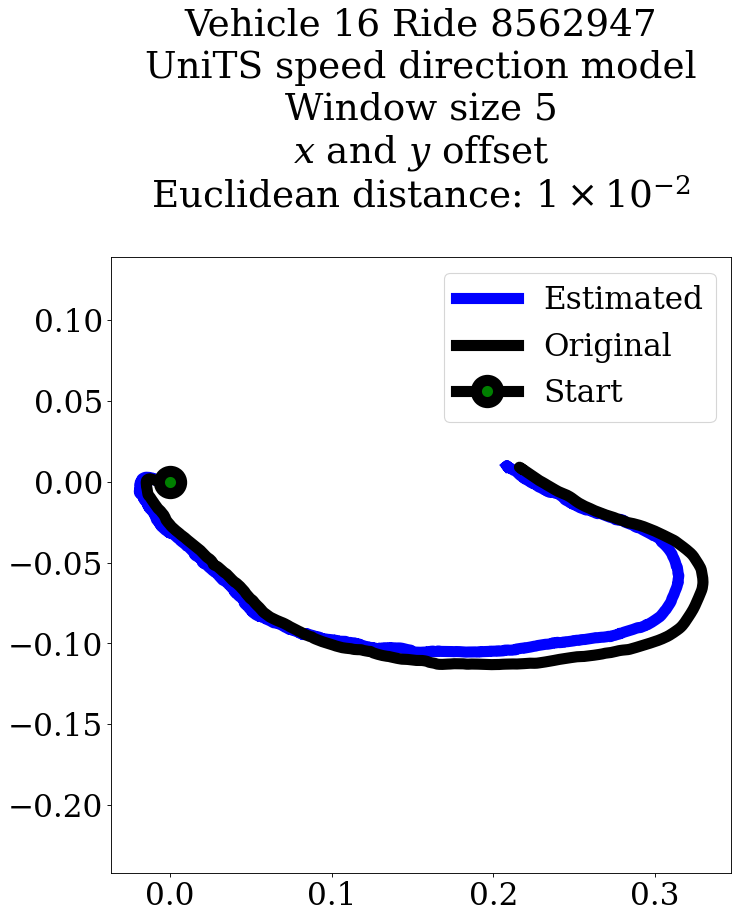 Vehicle 16 Ride 8562947
UniTS speed direction model
Window size 5
x and y offset
Euclidean distance: 1 × 10⁻²
Estimated
Original
Start
0.10
0.05
0.00
−0.05
−0.10
−0.15
−0.20
0.0 0.1 0.2 0.3